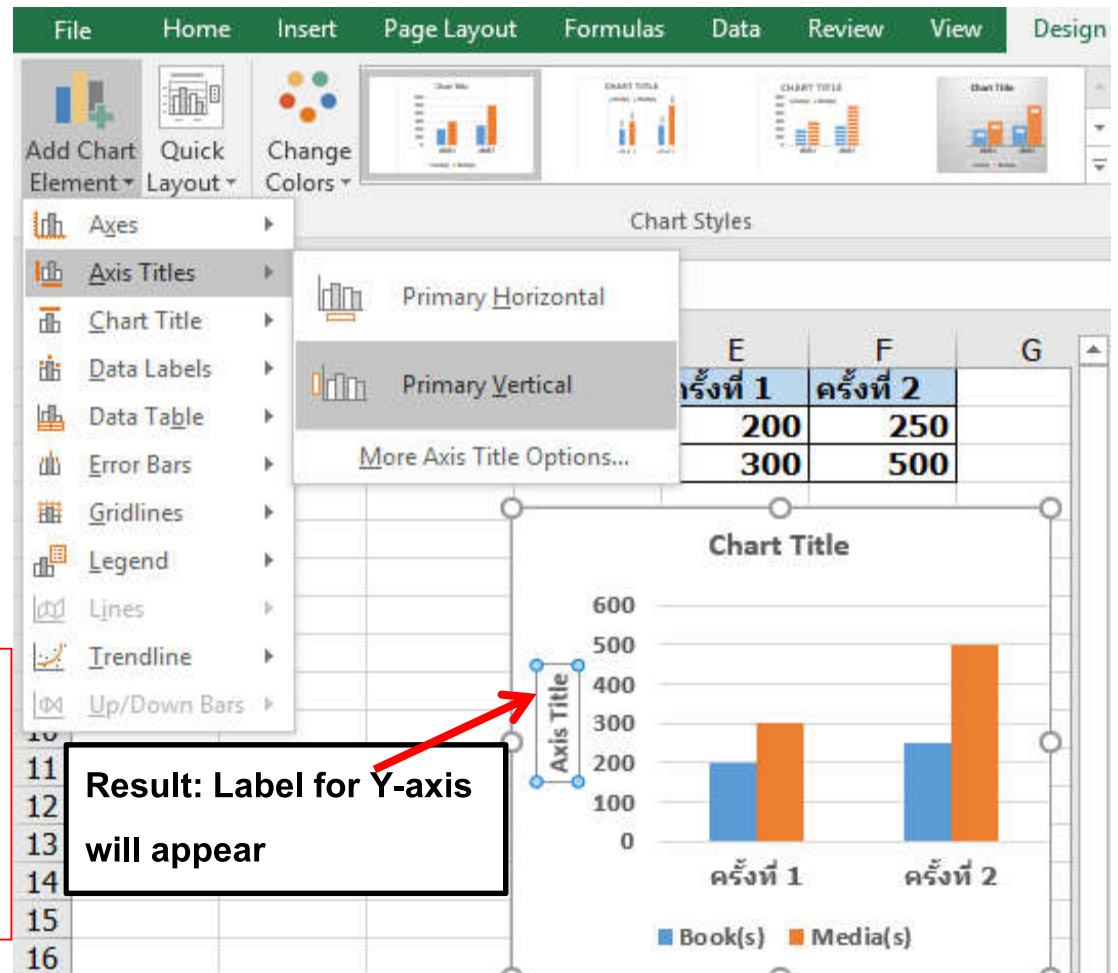 File Home Insert Page Layout Formulas Data Review View Design
Add Chart Element Quick Layout Change Colors
Chart Styles
Axes
Axis Titles
Chart Title
Data Labels
Data Table
Error Bars
Gridlines
Legend
Lines
Trendline
Up/Down Bars
Primary Horizontal
Primary Vertical
More Axis Title Options...
E F G
ครั้งที่ 1 ครั้งที่ 2
200 250
300 500
Chart Title
600
500
400
300
200
100
0
Axis Title
ครั้งที่ 1 ครั้งที่ 2
Book(s) Media(s)
10
11
12
13
14
15
16
Result: Label for Y-axis
will appear